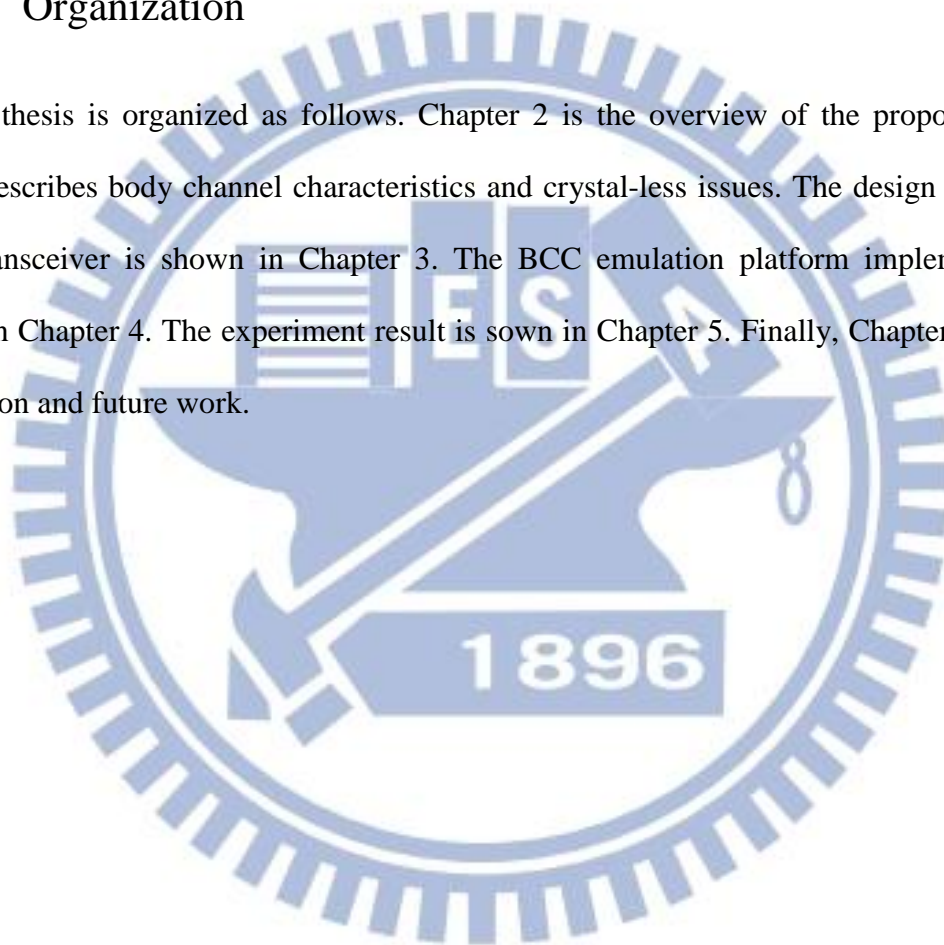 Organization
thesis is organized as follows. Chapter 2 is the overview of the propo
escribes body channel characteristics and crystal-less issues. The design
ansceiver is shown in Chapter 3. The BCC emulation platform implen
n Chapter 4. The experiment result is sown in Chapter 5. Finally, Chapter
on and future work.
E S A
1896